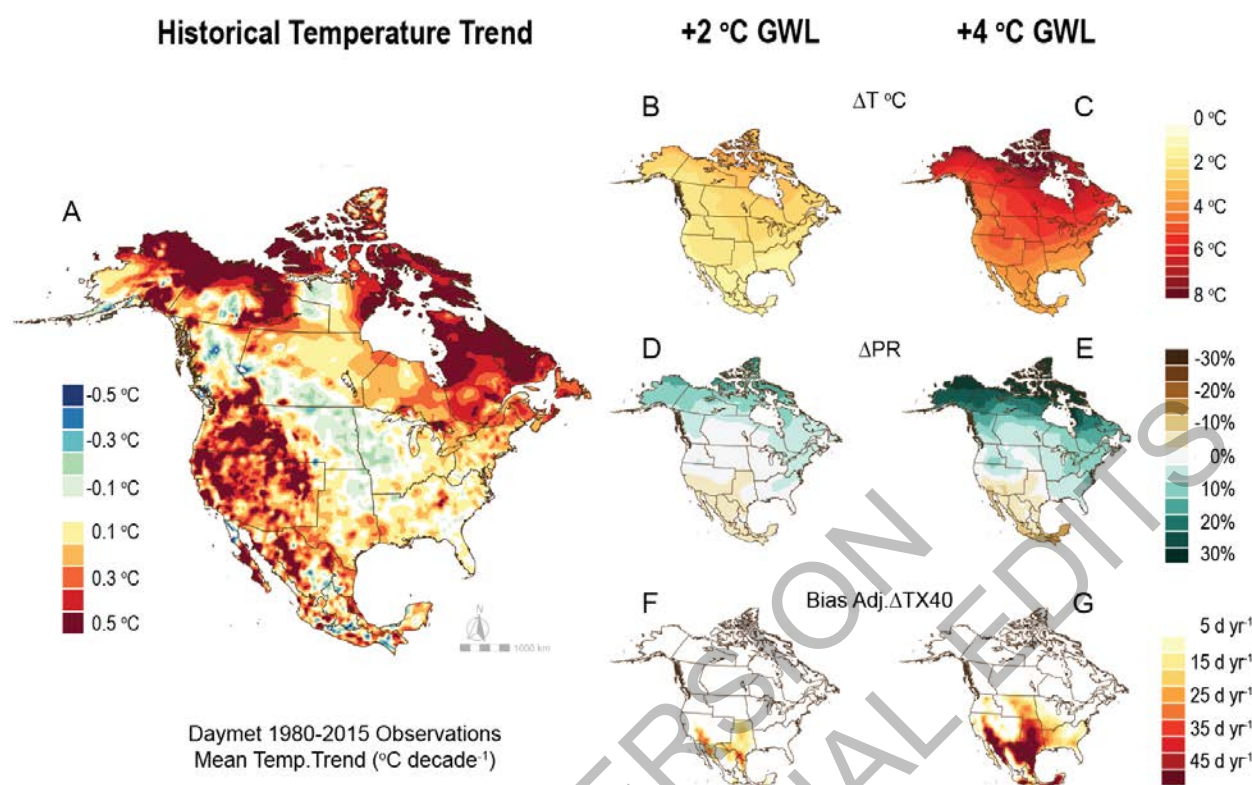 Historical Temperature Trend
+2 °C GWL
+4 °C GWL
A
-0.5 °C
-0.3 °C
-0.1 °C
0.1 °C
0.3 °C
0.5 °C
N
1000 km
Daymet 1980-2015 Observations
Mean Temp.Trend (°C decade⁻¹)
B
ΔT °C
C
0 °C
2 °C
4 °C
6 °C
8 °C
D
ΔPR
E
-30%
-20%
-10%
0%
10%
20%
30%
F
Bias Adj.ΔTX40
G
5 d yr⁻¹
15 d yr⁻¹
25 d yr⁻¹
35 d yr⁻¹
45 d yr⁻¹
VERSION
EDITS